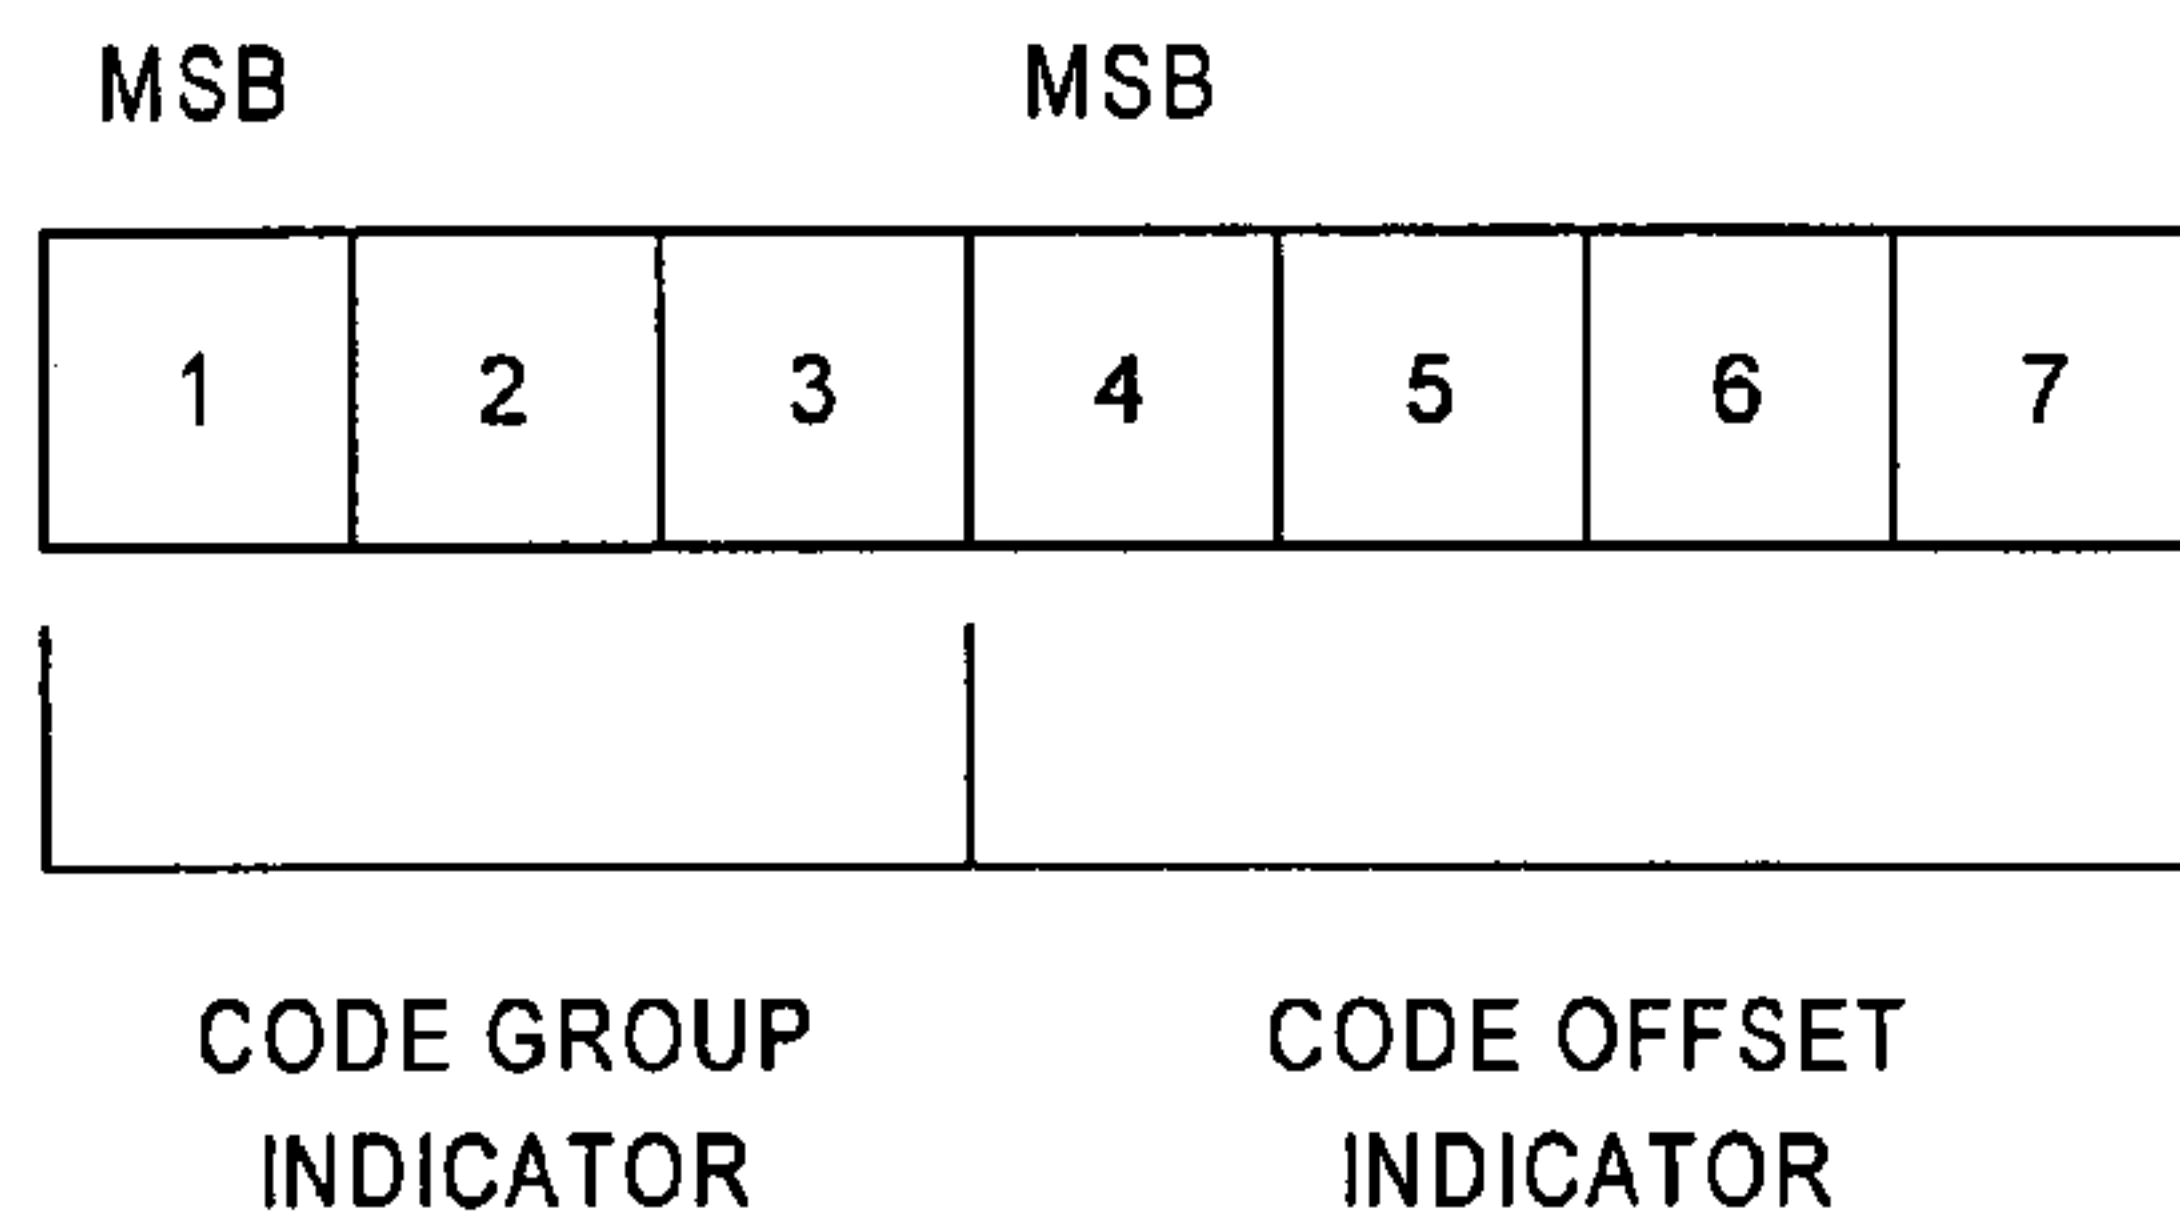 MSB MSB
1 2 3 4 5 6 7
CODE GROUP CODE OFFSET
INDICATOR INDICATOR